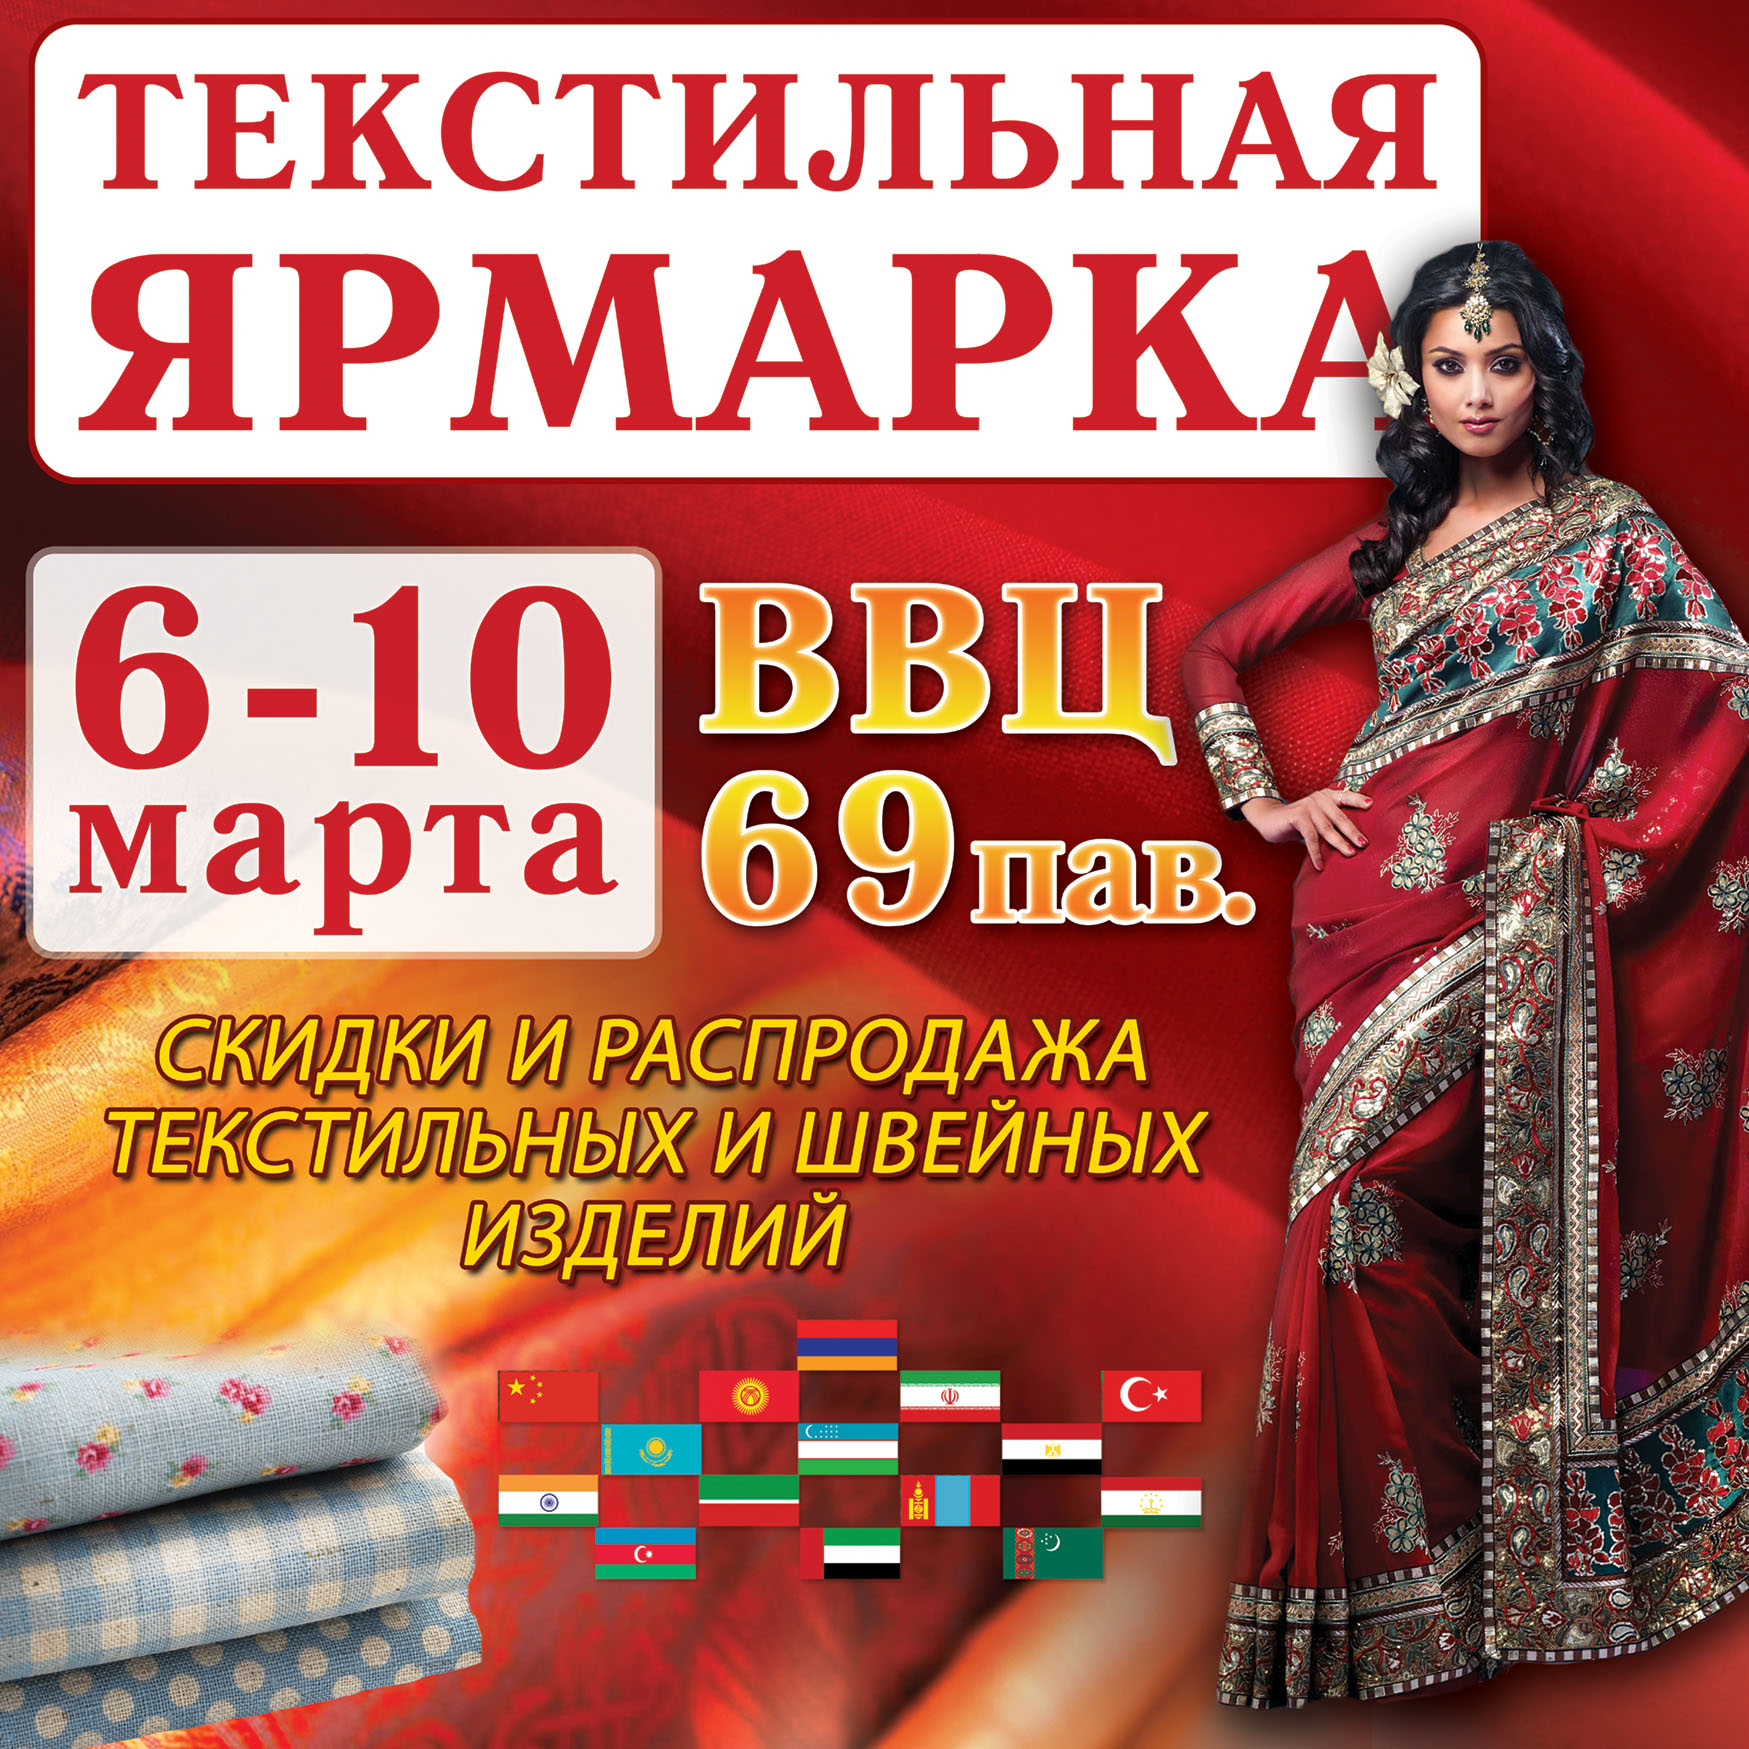 ТЕКСТИЛЬНАЯ
ЯРМАРКА
6-10
марта
ВВЦ
69 пав.
СКИДКИ И РАСПРОДАЖА
ТЕКСТИЛЬНЫХ И ШВЕЙНЫХ
ИЗДЕЛИЙ